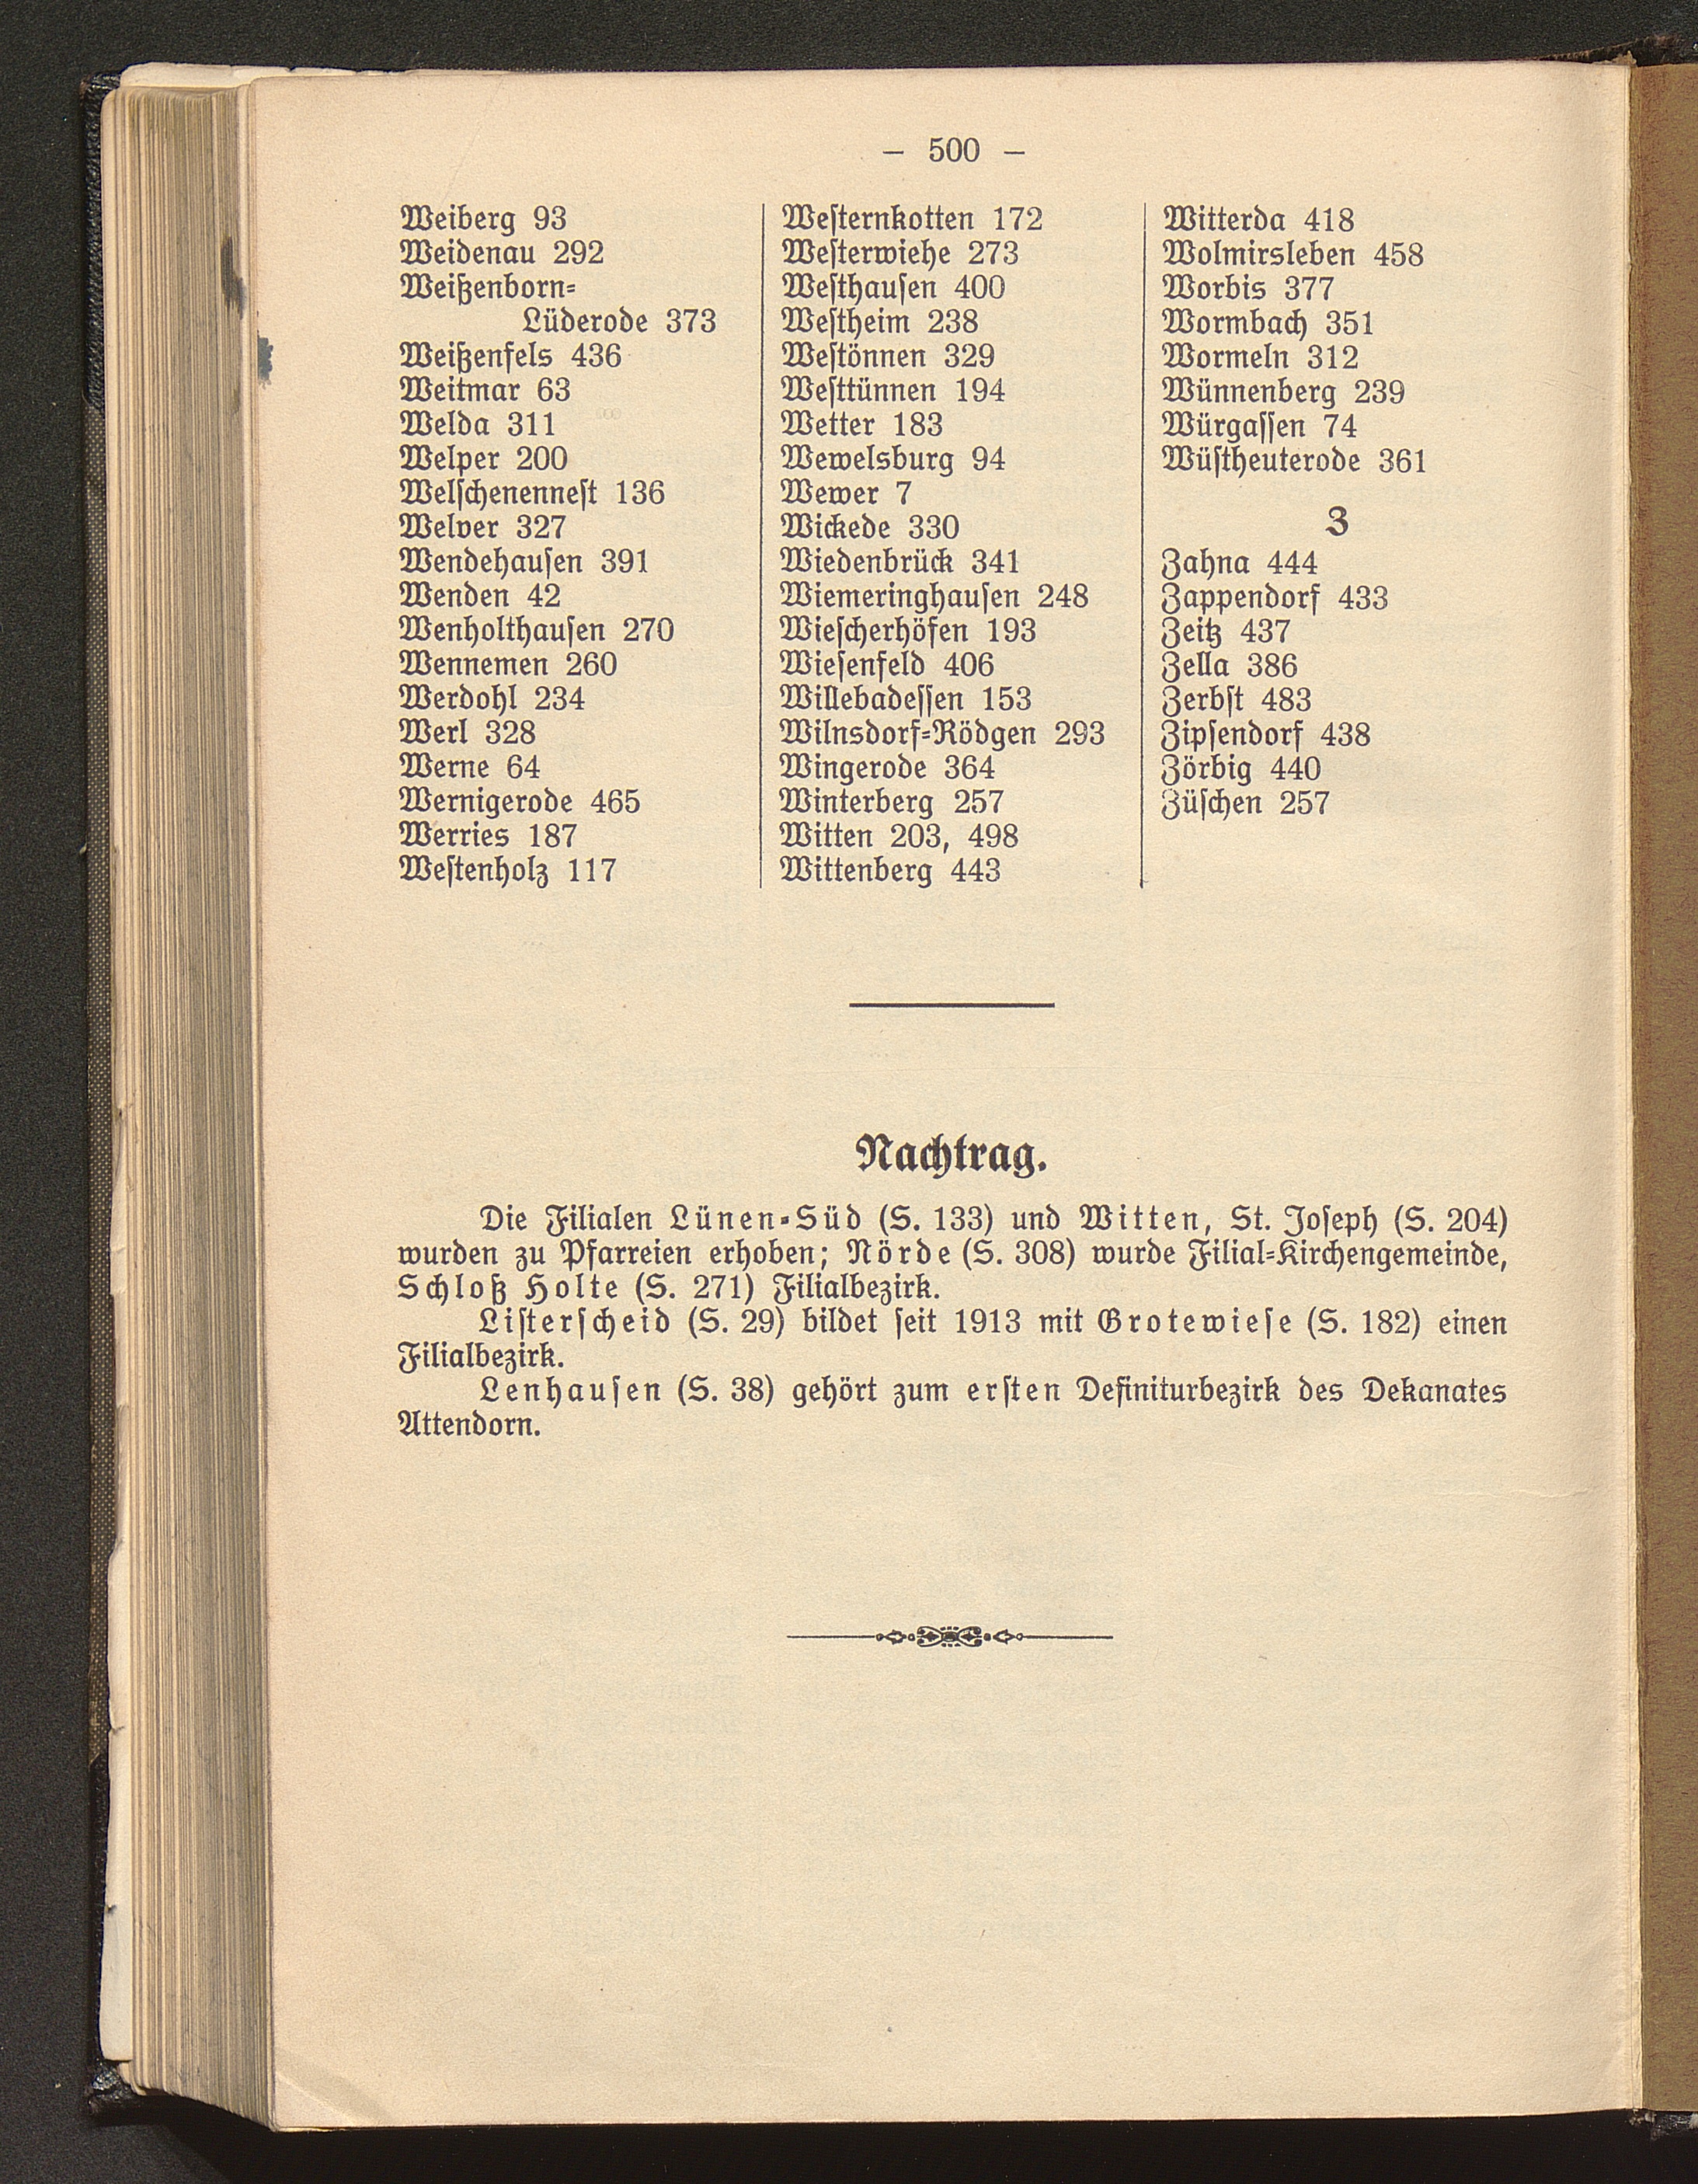 – 500 –
Weiberg 93
Weidenau 292
Weißenborn-
Lüderode 373
Weißenfels 436
Weitmar 63
Welda 311
Welper 200
Welschenennest 136
Welver 327
Wendehausen 391
Wenden 42
Wenholthausen 270
Wennemen 260
Werdohl 234
Werl 328
Werne 64
Wernigerode 465
Werries 187
Westenholz 117
Westernkotten 172
Westerwiehe 273
Westhausen 400
Westheim 238
Westönnen 329
Westtünnen 194
Wetter 183
Wewelsburg 94
Wewer 7
Wickede 330
Wiedenbrück 341
Wiemeringhausen 248
Wiescherhöfen 193
Wiesenfeld 406
Willebadessen 153
Wilnsdorf-Rödgen 293
Wingerode 364
Winterberg 257
Witten 203, 498
Wittenberg 443
Witterda 418
Wolmirsleben 458
Worbis 377
Wormbach 351
Wormeln 312
Wünnenberg 239
Würgassen 74
Wüstheuterode 361
Z
Zahna 444
Zappendorf 433
Zeitz 437
Zella 386
Zerbst 483
Zipsendorf 438
Zörbig 440
Züschen 257
Nachtrag.
Die Filialen Lünen-Süd (S. 133) und Witten, St. Joseph (S. 204)
wurden zu Pfarreien erhoben; Nörde (S. 308) wurde Filial-Kirchengemeinde,
Schloß Holte (S. 271) Filialbezirk.
Listerscheid (S. 29) bildet seit 1913 mit Grotewiese (S. 182) einen
Filialbezirk.
Lenhausen (S. 38) gehört zum ersten Definiturbezirk des Dekanates
Attendorn.